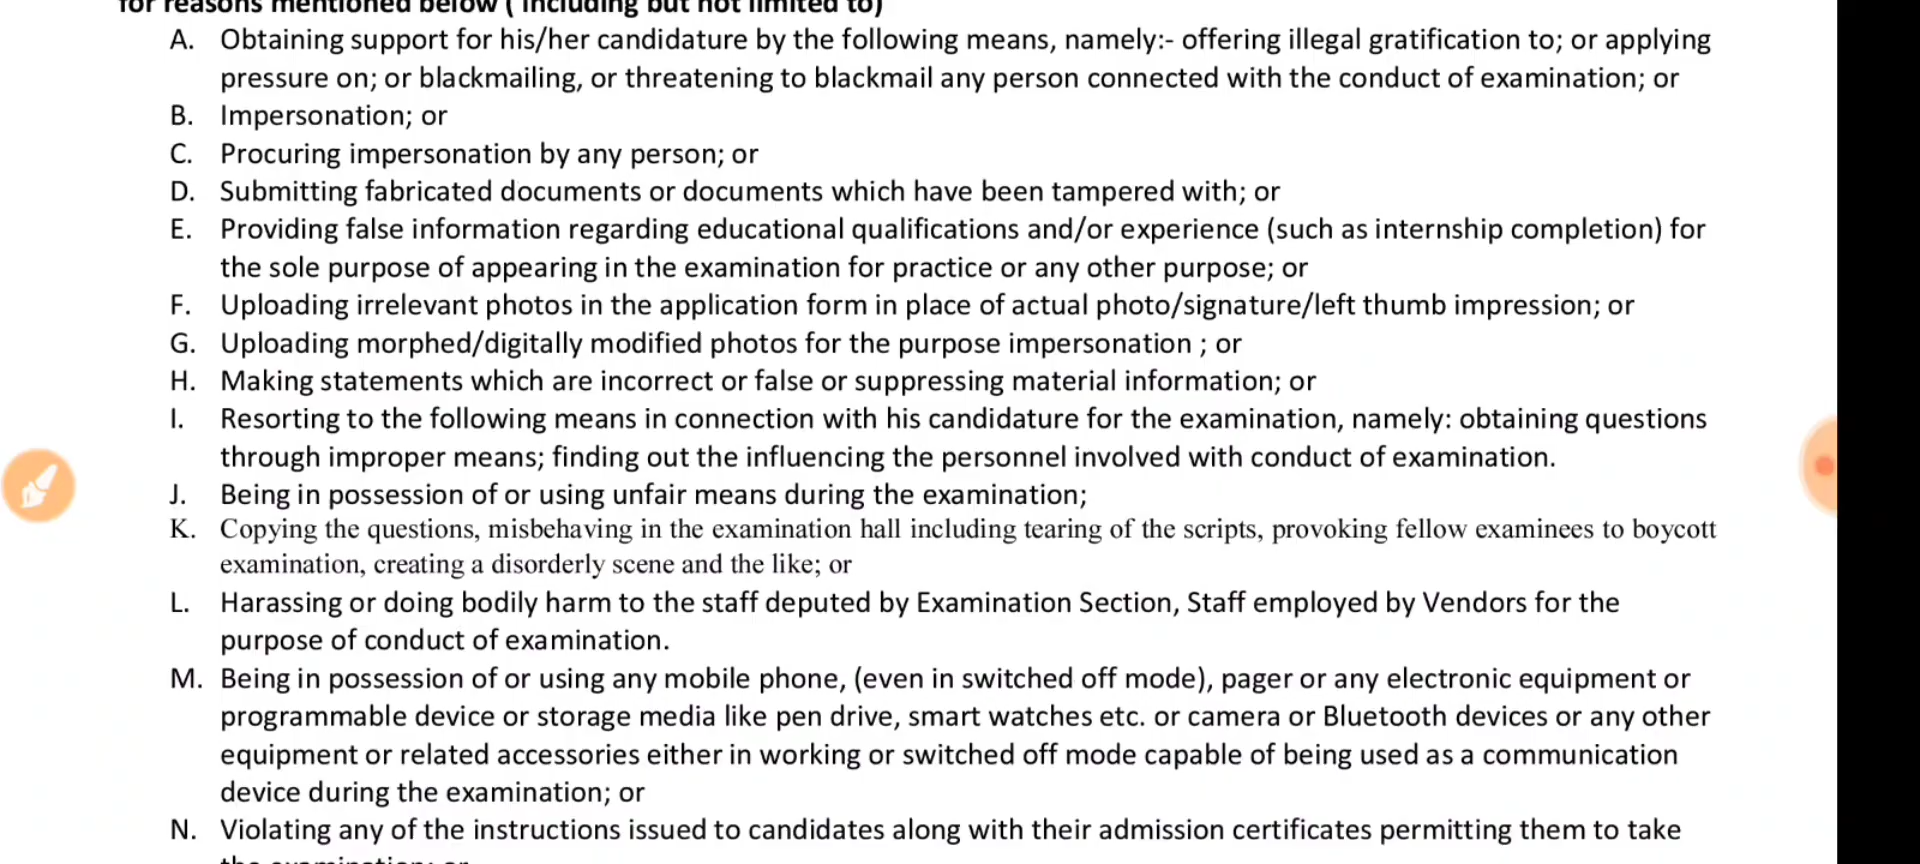 for reasons mentioned below ( including but not limited to)
A. Obtaining support for his/her candidature by the following means, namely:- offering illegal gratification to; or applying
pressure on; or blackmailing, or threatening to blackmail any person connected with the conduct of examination; or
B. Impersonation; or
C. Procuring impersonation by any person; or
D. Submitting fabricated documents or documents which have been tampered with; or
E. Providing false information regarding educational qualifications and/or experience (such as internship completion) for
the sole purpose of appearing in the examination for practice or any other purpose; or
F. Uploading irrelevant photos in the application form in place of actual photo/signature/left thumb impression; or
G. Uploading morphed/digitally modified photos for the purpose impersonation ; or
H. Making statements which are incorrect or false or suppressing material information; or
I. Resorting to the following means in connection with his candidature for the examination, namely: obtaining questions
through improper means; finding out the influencing the personnel involved with conduct of examination.
J. Being in possession of or using unfair means during the examination;
K. Copying the questions, misbehaving in the examination hall including tearing of the scripts, provoking fellow examinees to boycott
examination, creating a disorderly scene and the like; or
L. Harassing or doing bodily harm to the staff deputed by Examination Section, Staff employed by Vendors for the
purpose of conduct of examination.
M. Being in possession of or using any mobile phone, (even in switched off mode), pager or any electronic equipment or
programmable device or storage media like pen drive, smart watches etc. or camera or Bluetooth devices or any other
equipment or related accessories either in working or switched off mode capable of being used as a communication
device during the examination; or
N. Violating any of the instructions issued to candidates along with their admission certificates permitting them to take
the examination; or